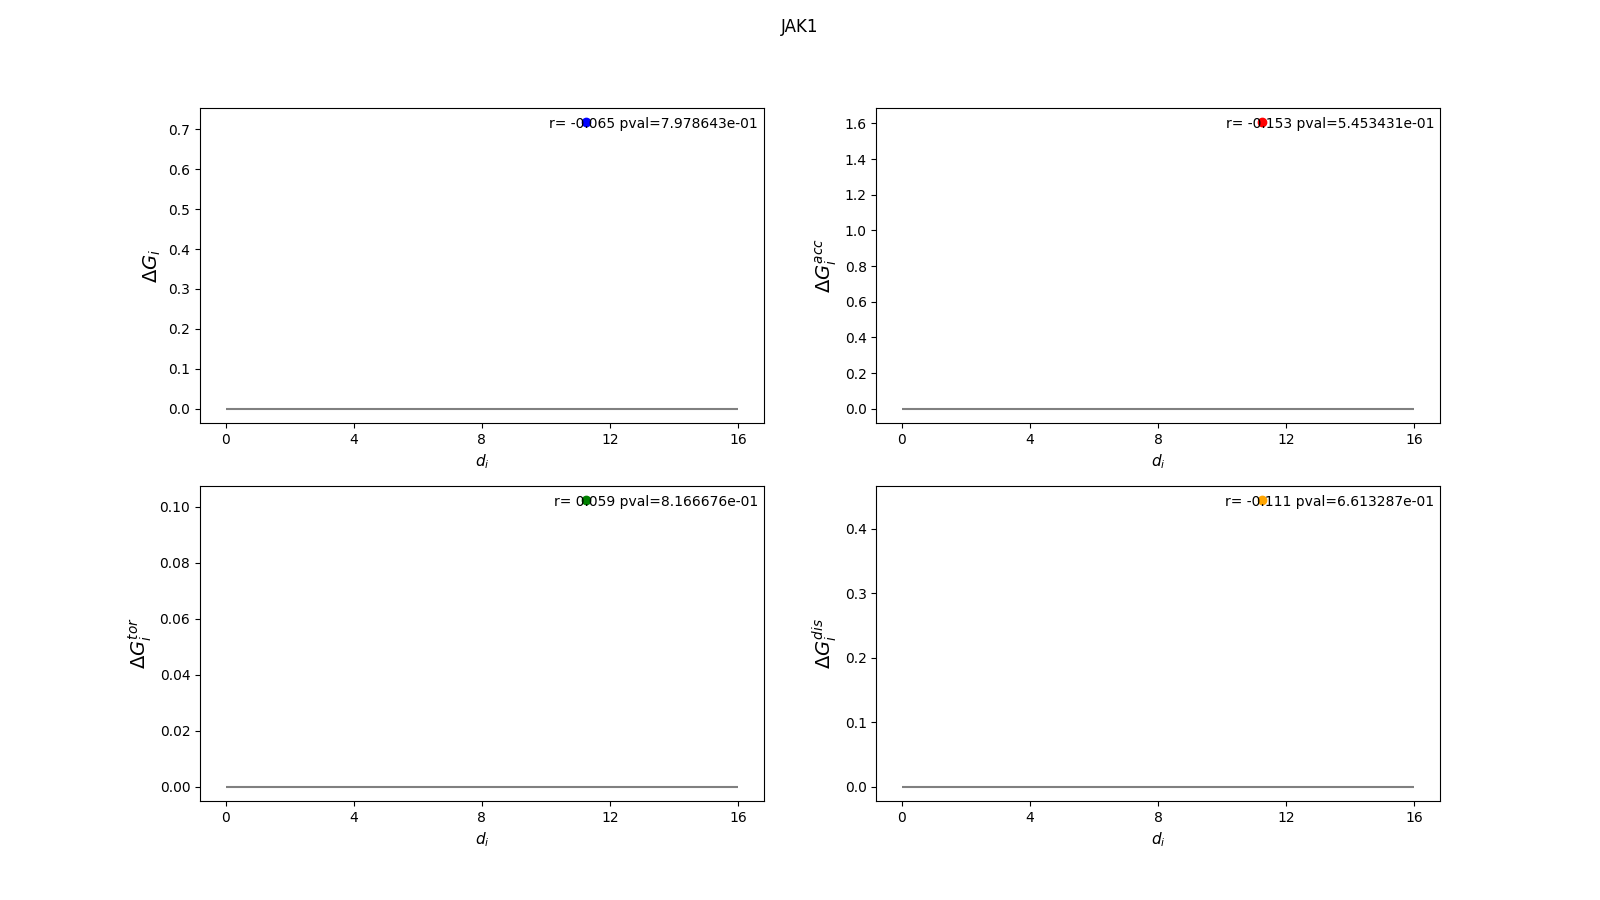 JAK1
r= -0.065 pval=7.978643e-01
0.7
0.6
0.5
0.4
0.3
0.2
0.1
0.0
ΔG_i
0 4 8 12 16
d_i
r= -0.153 pval=5.453431e-01
1.6
1.4
1.2
1.0
0.8
0.6
0.4
0.2
0.0
ΔG_i^acc
0 4 8 12 16
d_i
r= 0.059 pval=8.166676e-01
0.10
0.08
0.06
0.04
0.02
0.00
ΔG_i^tor
0 4 8 12 16
d_i
r= -0.111 pval=6.613287e-01
0.4
0.3
0.2
0.1
0.0
ΔG_i^dis
0 4 8 12 16
d_i